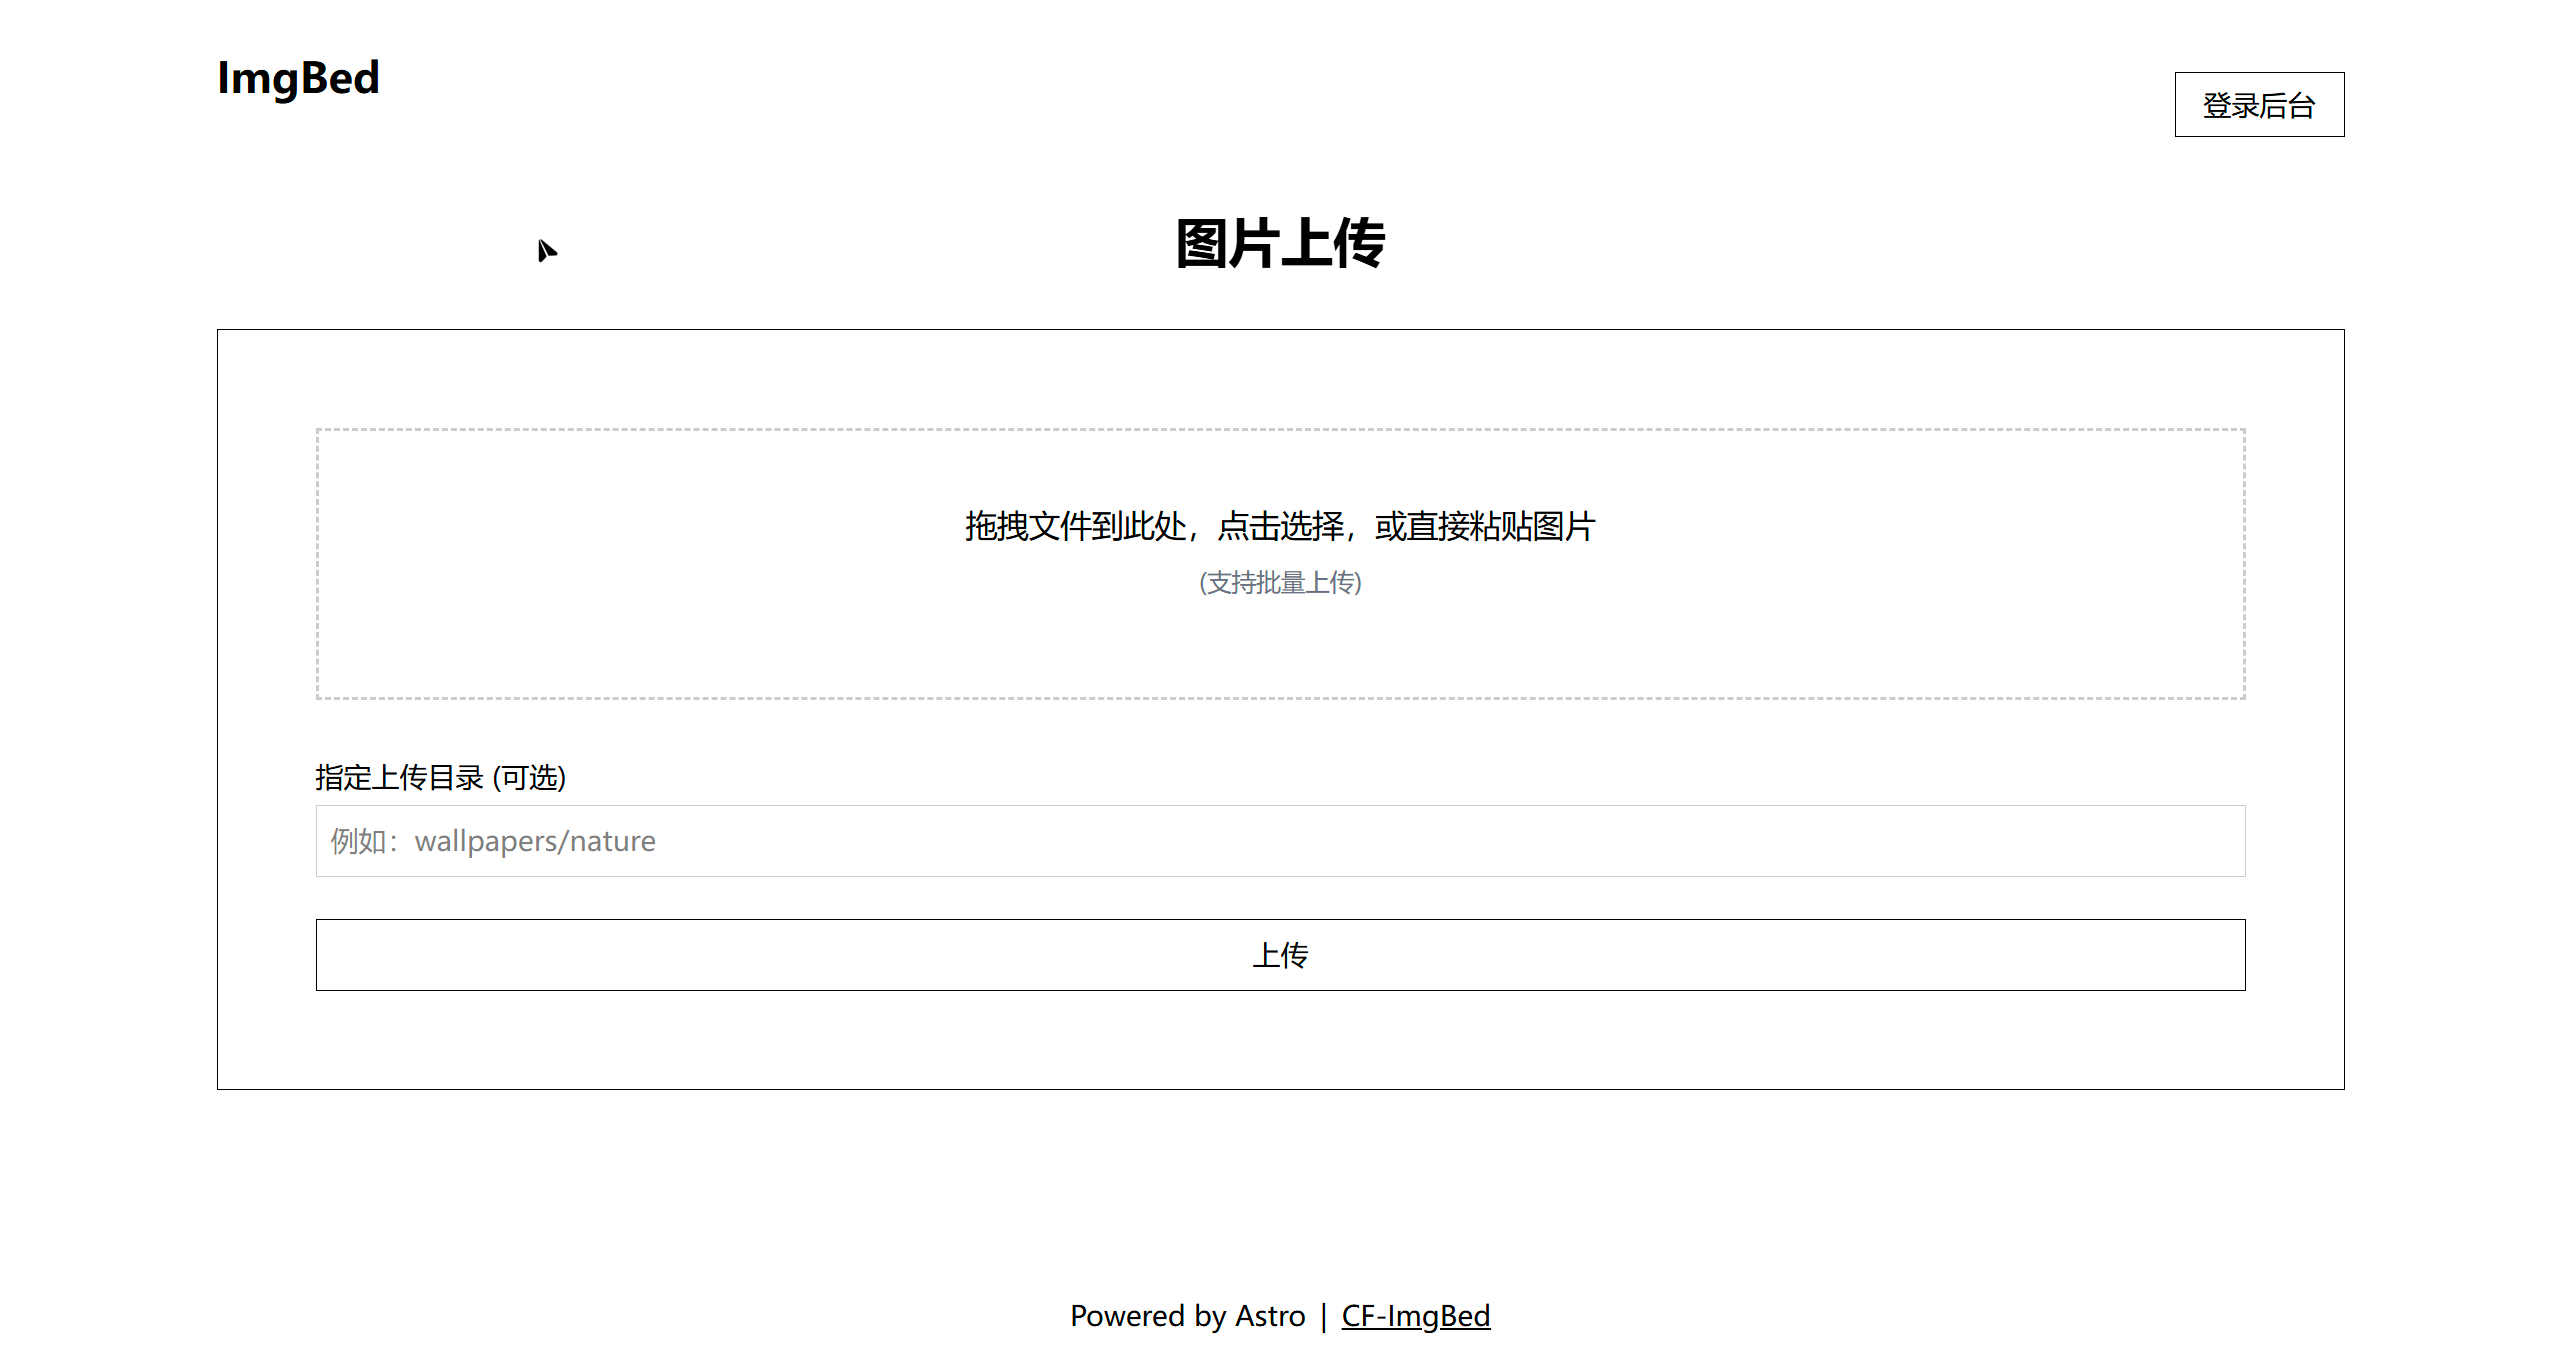 ImgBed
登录后台
图片上传
拖拽文件到此处，点击选择，或直接粘贴图片
(支持批量上传)
指定上传目录 (可选)
例如：wallpapers/nature
上传
Powered by Astro | CF-ImgBed